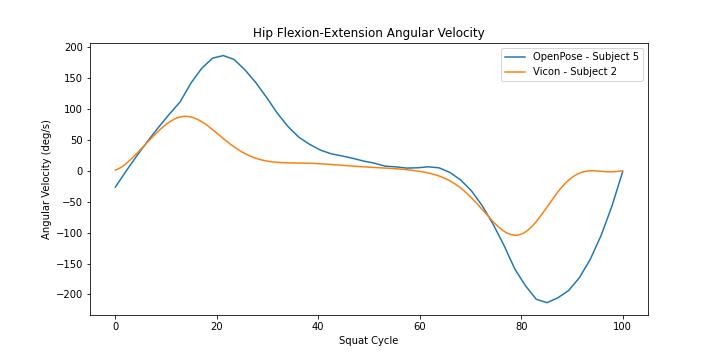 Hip Flexion-Extension Angular Velocity
OpenPose - Subject 5
Vicon - Subject 2
Angular Velocity (deg/s)
200
150
100
50
0
−50
−100
−150
−200
0 20 40 60 80 100
Squat Cycle